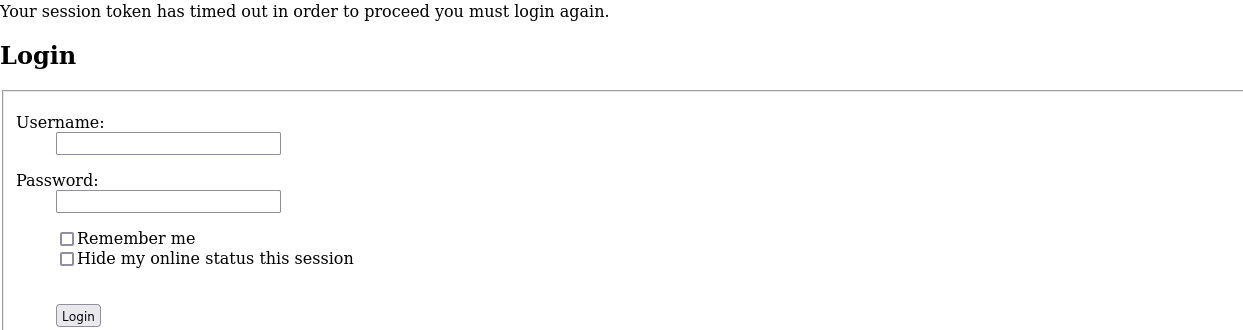 Your session token has timed out in order to proceed you must login again.
Login
Username:
Password:
Remember me
Hide my online status this session
Login